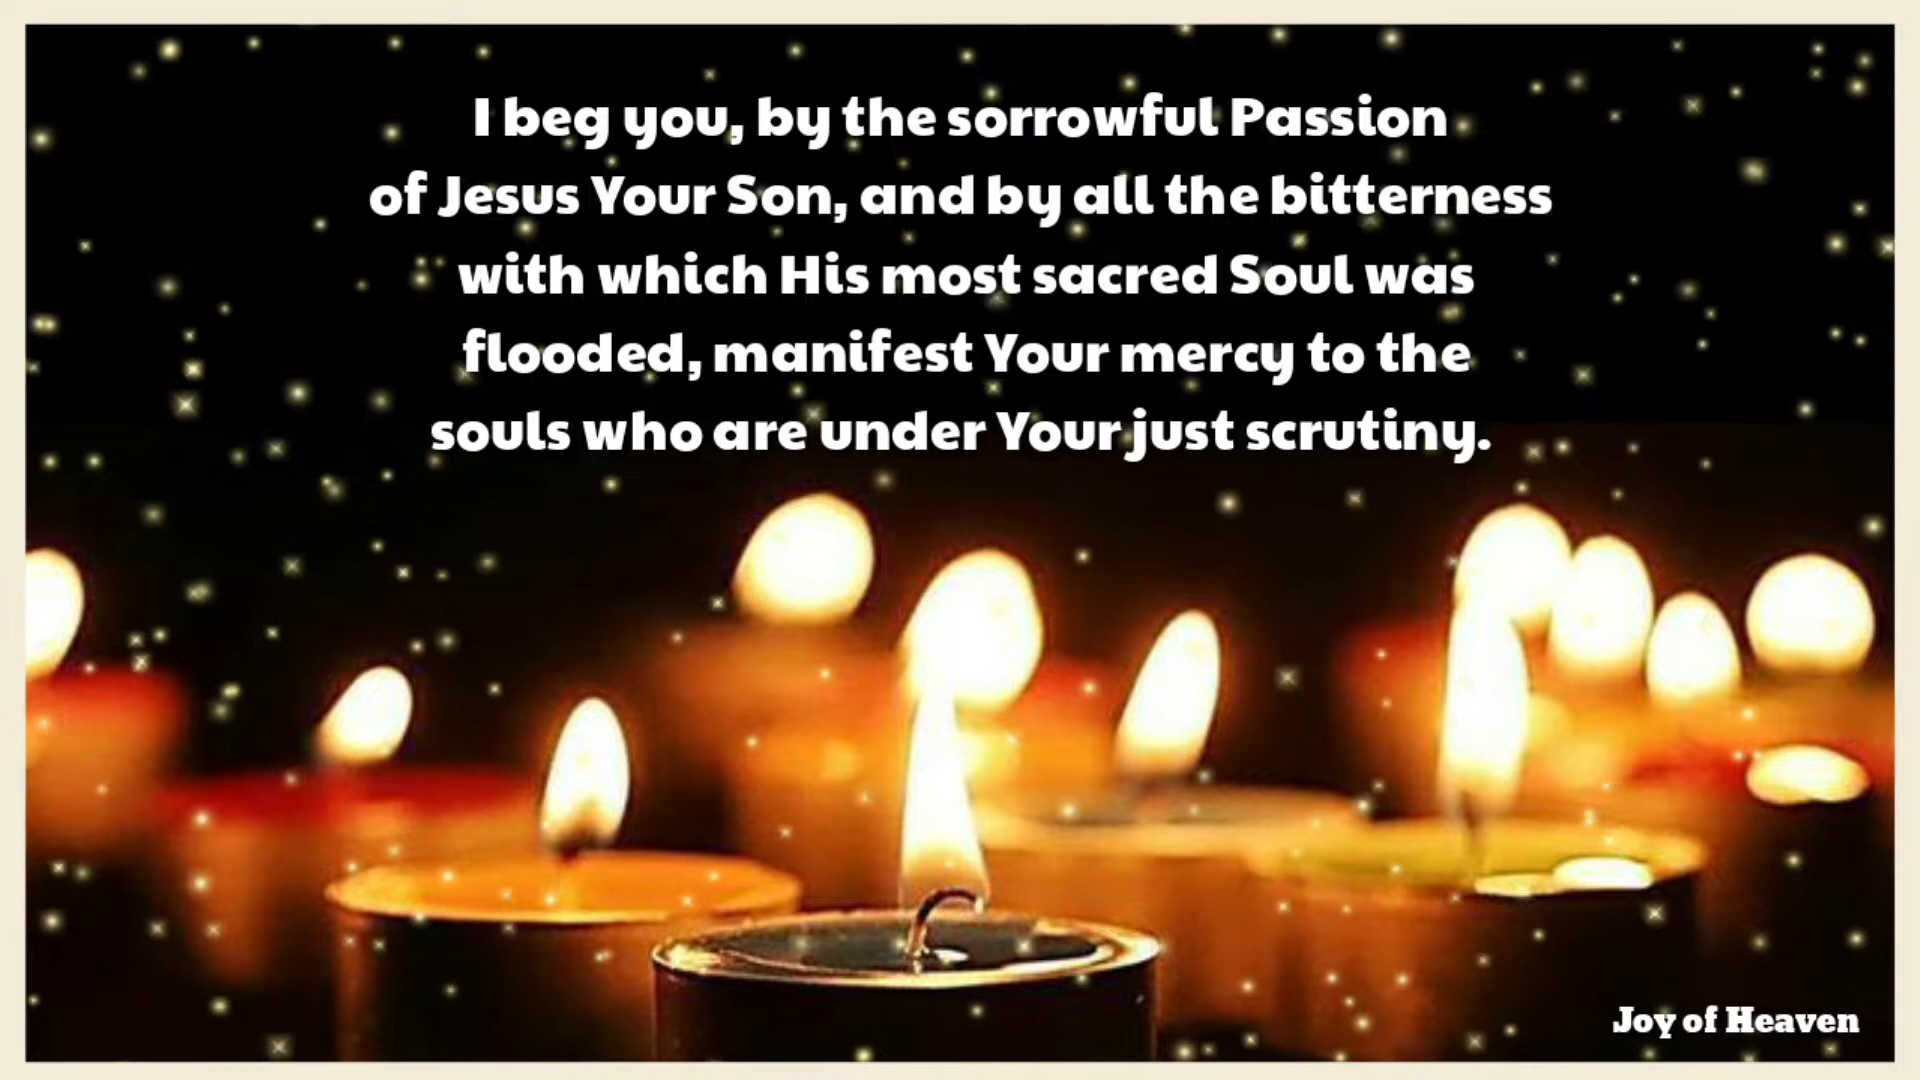 I beg you, by the sorrowful Passion
of Jesus Your Son, and by all the bitterness
with which His most sacred Soul was
flooded, manifest Your mercy to the
souls who are under Your just scrutiny.
Joy of Heaven